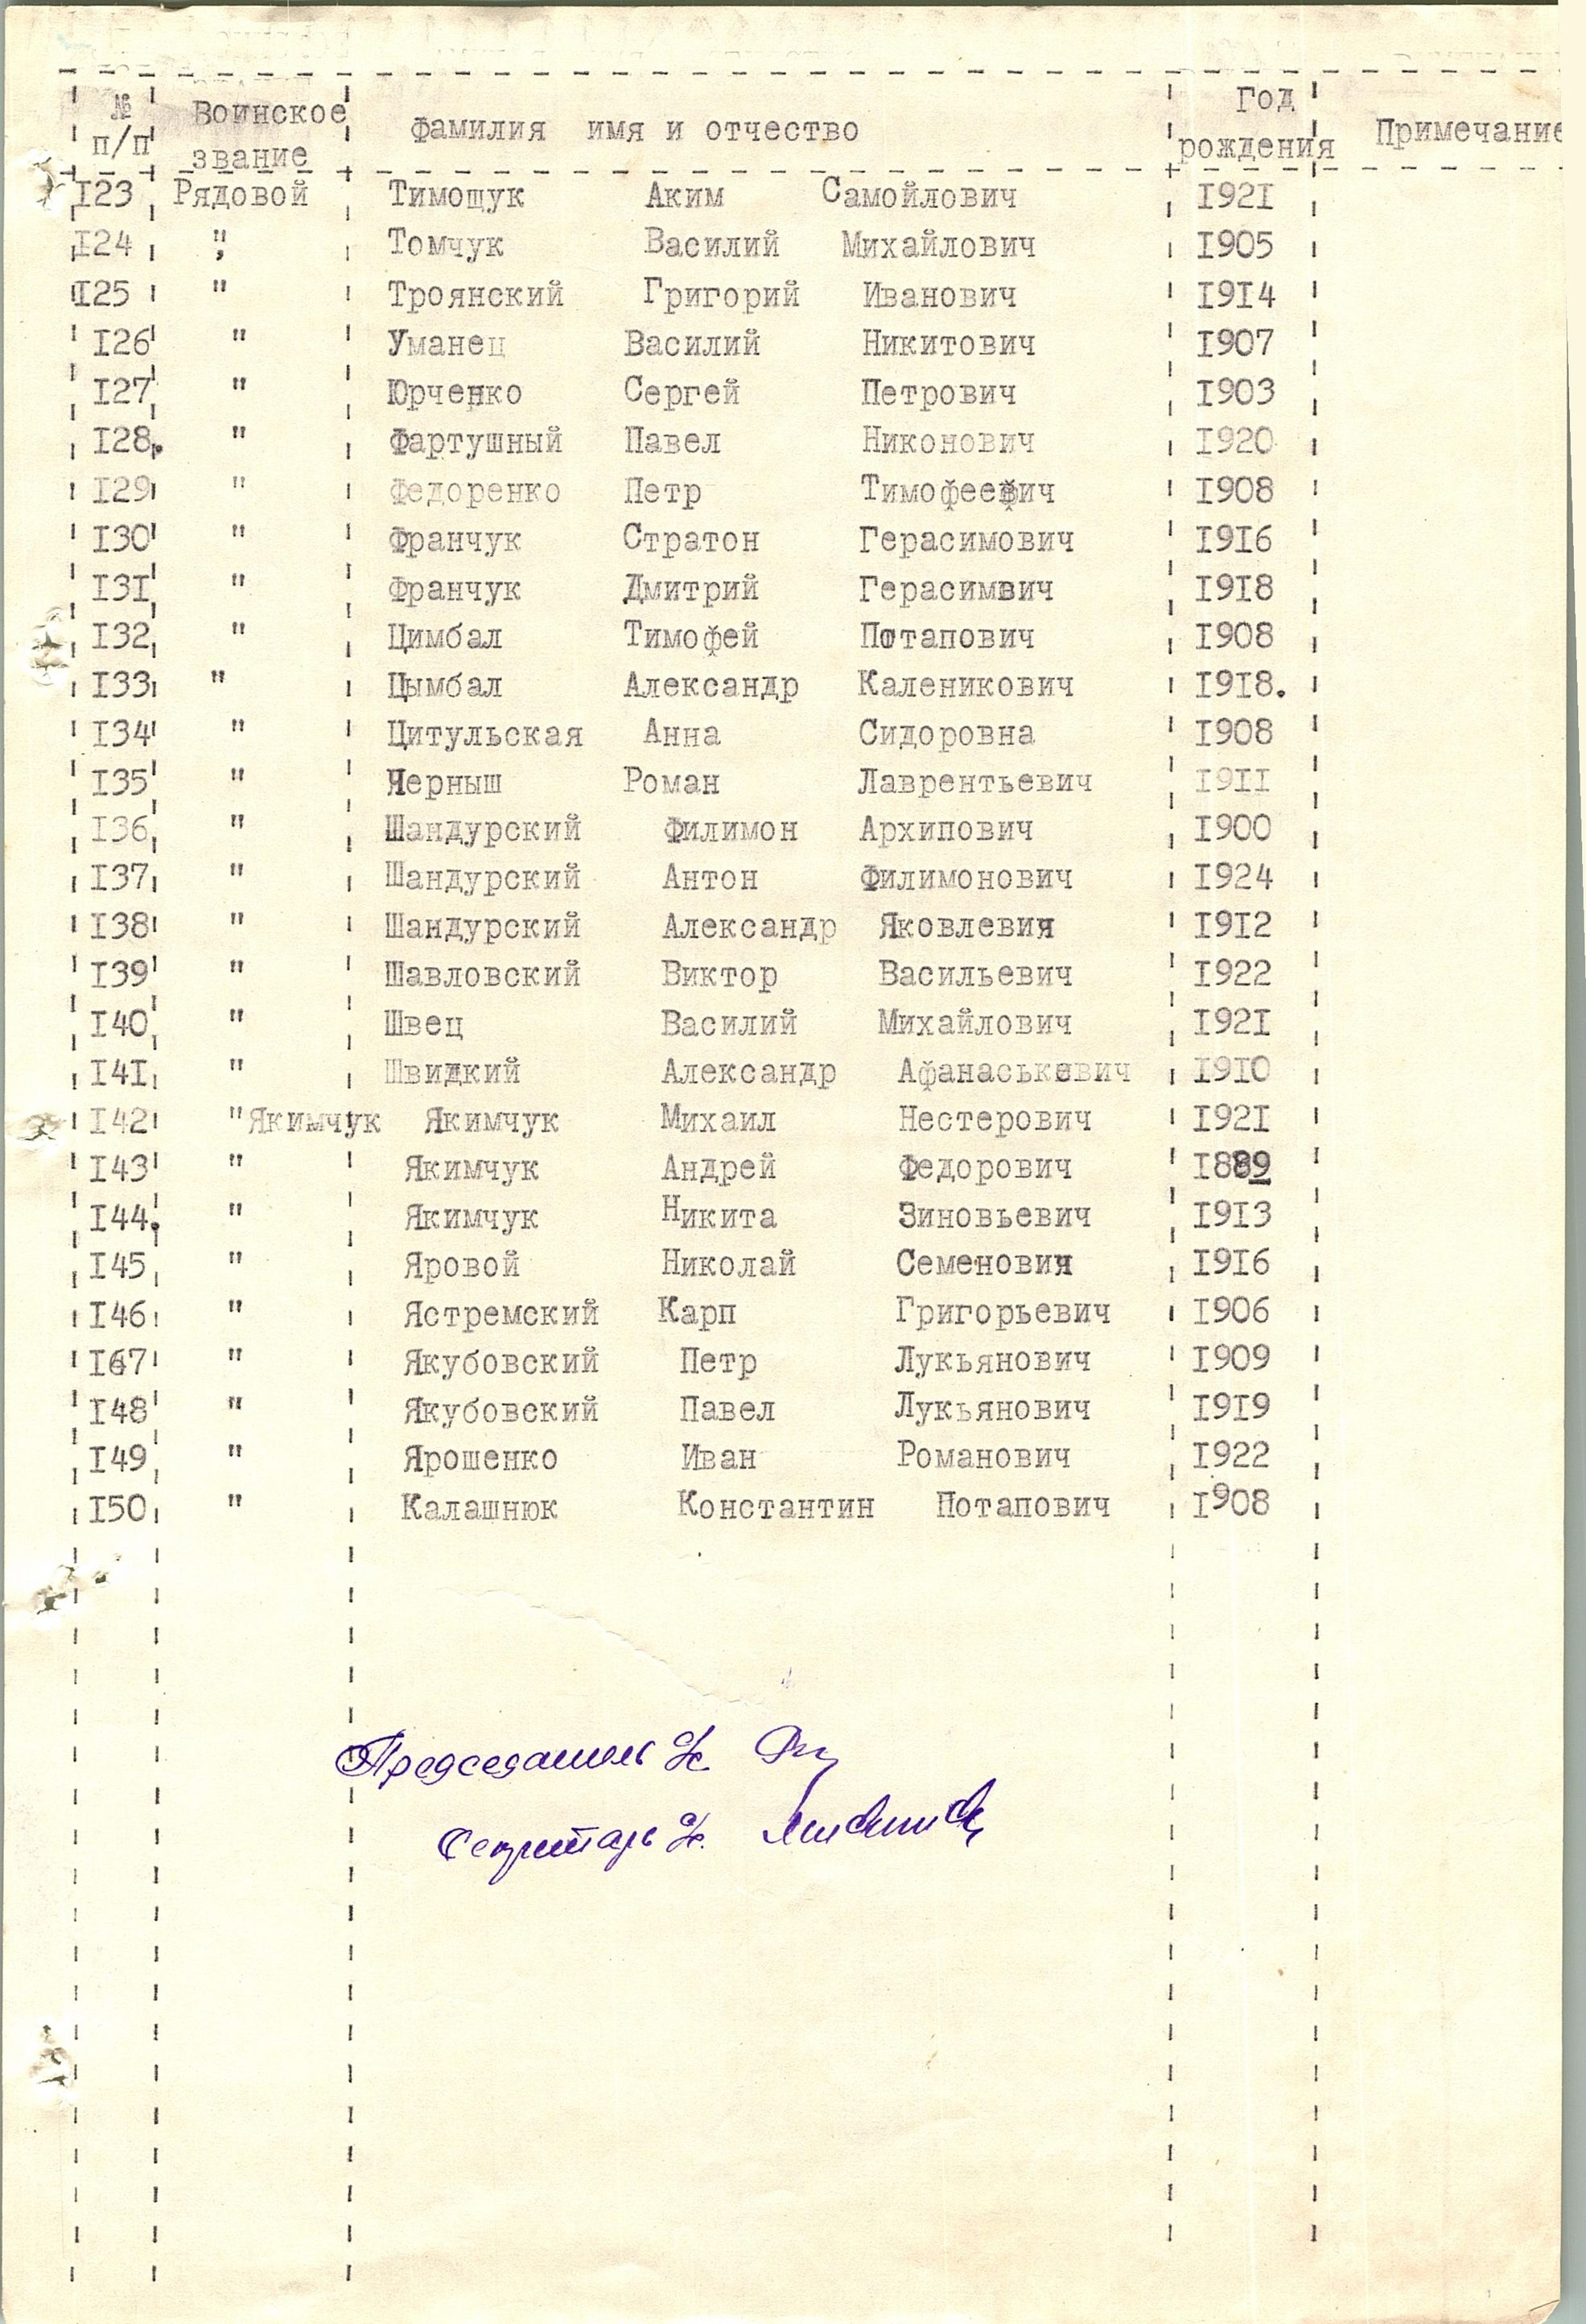 № п/п Воинское звание Фамилия имя и отчество Год рождения Примечание
I23 Рядовой Тимощук Аким Самойлович I92I
I24 " Томчук Василий Михайлович I905
I25 " Троянский Григорий Иванович I9I4
I26 " Уманец Василий Никитович I907
I27 " Юрченко Сергей Петрович I903
I28. " Фартушный Павел Никонович I920
I29 " Федоренко Петр Тимофеевич I908
I30 " Франчук Стратон Герасимович I9I6
I3I " Франчук Дмитрий Герасимвич I9I8
I32 " Цимбал Тимофей Потапович I908
I33 " Цымбал Александр Каленикович I9I8.
I34 " Цитульская Анна Сидоровна I908
I35 " Черныш Роман Лаврентьевич I9II
I36 " Шандурский Филимон Архипович I900
I37 " Шандурский Антон Филимонович I924
I38 " Шандурский Александр Яковлевич I9I2
I39 " Шавловский Виктор Васильевич I922
I40 " Швец Василий Михайлович I92I
I4I " Швидкий Александр Афанаськевич I9I0
I42 " Якимчук Якимчук Михаил Нестерович I92I
I43 " Якимчук Андрей Федорович I889
I44. " Якимчук Никита Зиновьевич I9I3
I45 " Яровой Николай Семенович I9I6
I46 " Ястремский Карп Григорьевич I906
I47 " Якубовский Петр Лукьянович I909
I48 " Якубовский Павел Лукьянович I9I9
I49 " Ярошенко Иван Романович I922
I50 " Калашнюк Константин Потапович I908
Председатель
Секретарь